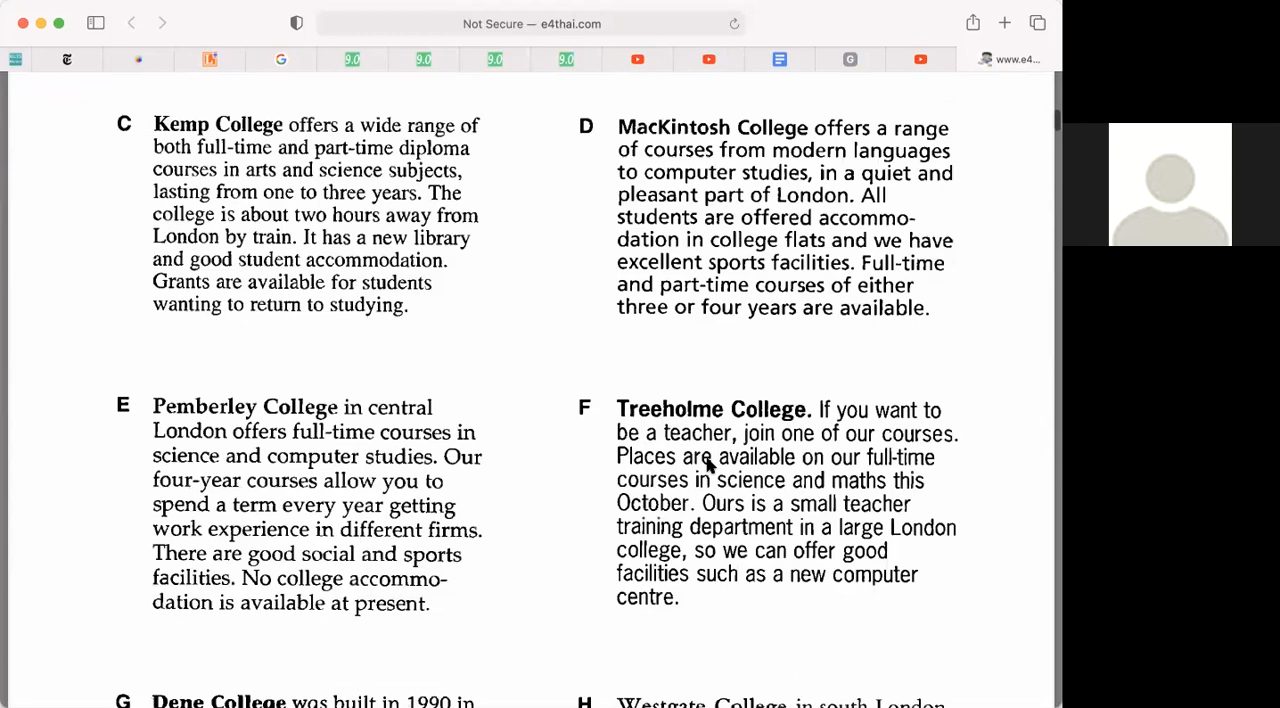 Not Secure — e4thai.com
9.0
9.0
9.0
9.0
www.e4...
C Kemp College offers a wide range of
both full-time and part-time diploma
courses in arts and science subjects,
lasting from one to three years. The
college is about two hours away from
London by train. It has a new library
and good student accommodation.
Grants are available for students
wanting to return to studying.
D MacKintosh College offers a range
of courses from modern languages
to computer studies, in a quiet and
pleasant part of London. All
students are offered accommo-
dation in college flats and we have
excellent sports facilities. Full-time
and part-time courses of either
three or four years are available.
E Pemberley College in central
London offers full-time courses in
science and computer studies. Our
four-year courses allow you to
spend a term every year getting
work experience in different firms.
There are good social and sports
facilities. No college accommo-
dation is available at present.
F Treeholme College. If you want to
be a teacher, join one of our courses.
Places are available on our full-time
courses in science and maths this
October. Ours is a small teacher
training department in a large London
college, so we can offer good
facilities such as a new computer
centre.
G Dene College was built in 1990 in
H Westgate College in south London